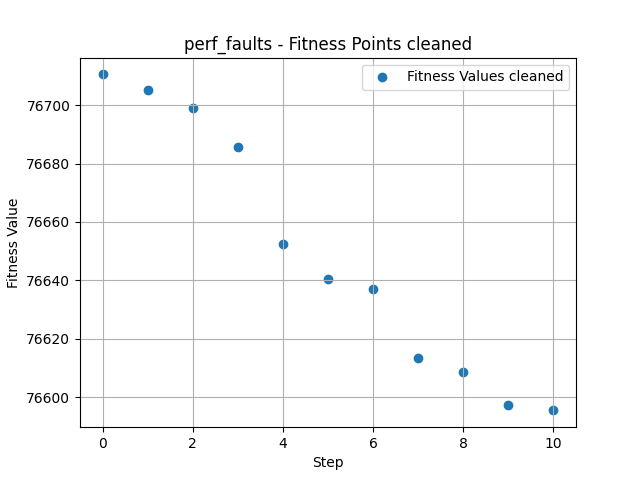 perf_faults - Fitness Points cleaned
Fitness Values cleaned
76700
76680
76660
76640
76620
76600
Fitness Value
0 2 4 6 8 10
Step